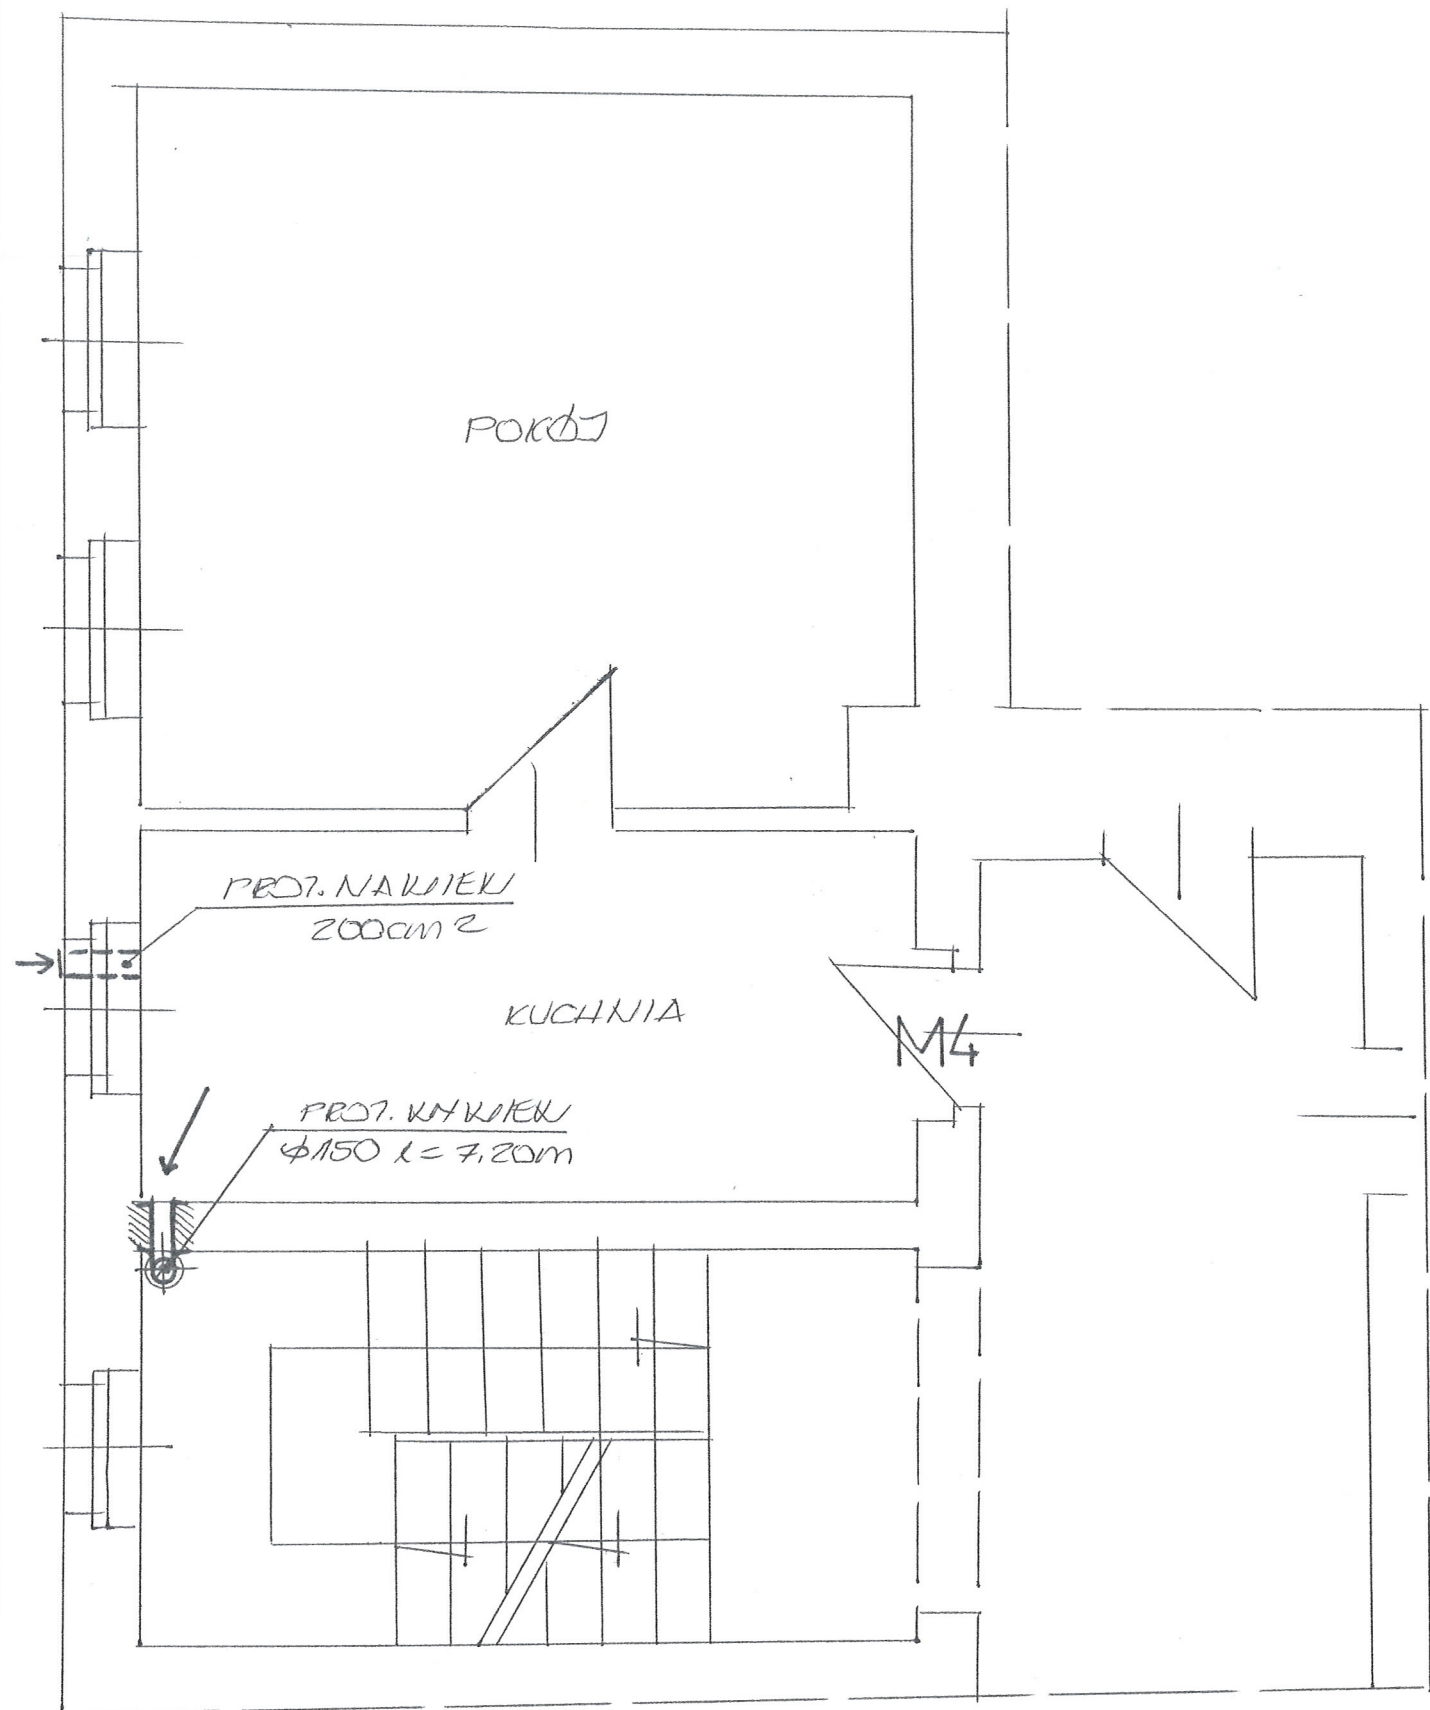 POKÓJ
PROJ. NAWIEW
200cm2
KUCHNIA
M4
PROJ. WYWIEW
ϕ150 l = 7,20m